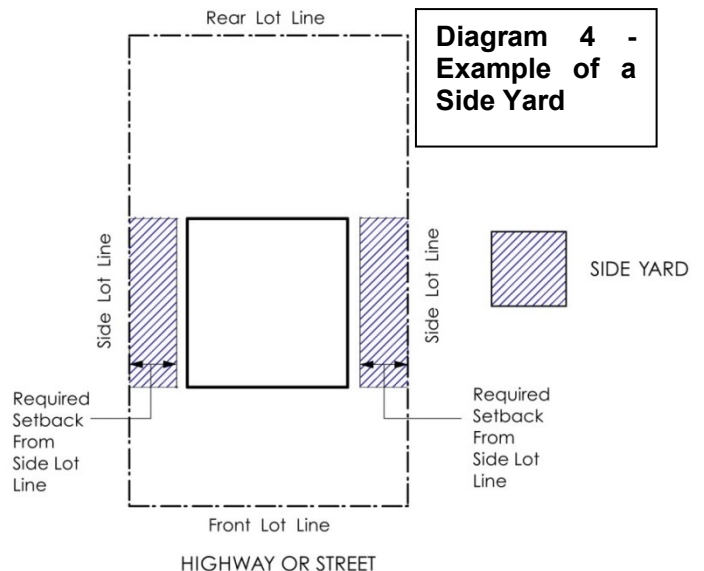 Rear Lot Line
Diagram 4 -
Example of a
Side Yard
Side Lot Line
Side Lot Line
SIDE YARD
Required
Setback
From
Side Lot
Line
Required
Setback
From
Side Lot
Line
Front Lot Line
HIGHWAY OR STREET